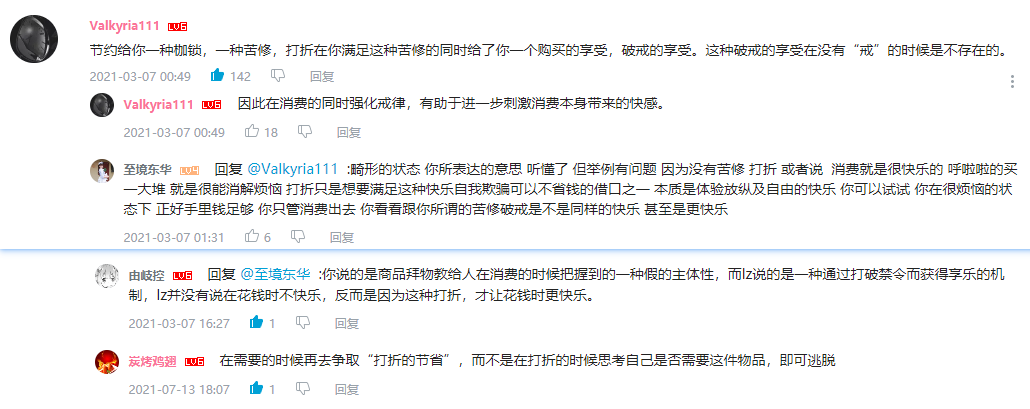 Valkyria111 LV6
节约给你一种枷锁，一种苦修，打折在你满足这种苦修的同时给了你一个购买的享受，破戒的享受。这种破戒的享受在没有“戒”的时候是不存在的。
2021-03-07 00:49 142 回复
Valkyria111 LV6 因此在消费的同时强化戒律，有助于进一步刺激消费本身带来的快感。
2021-03-07 00:49 18 回复
至境东华 LV4 回复 @Valkyria111 :畸形的状态 你所表达的意思 听懂了 但举例有问题 因为没有苦修 打折 或者说 消费就是很快乐的 呼啦啦的买
一大堆 就是很能消解烦恼 打折只是想要满足这种快乐自我欺骗可以不省钱的借口之一 本质是体验放纵及自由的快乐 你可以试试 你在很烦恼的状
态下 正好手里钱足够 你只管消费出去 你看看跟你所谓的苦修破戒是不是同样的快乐 甚至是更快乐
2021-03-07 01:31 6 回复
由岐控 LV6 回复 @至境东华 :你说的是商品拜物教给人在消费的时候把握到的一种假的主体性，而lz说的是一种通过打破禁令而获得享乐的机
制，lz并没有说在花钱时不快乐，反而是因为这种打折，才让花钱时更快乐。
2021-03-07 16:27 1 回复
炭烤鸡翅 LV6 在需要的时候再去争取“打折的节省”，而不是在打折的时候思考自己是否需要这件物品，即可逃脱
2021-07-13 18:07 1 回复